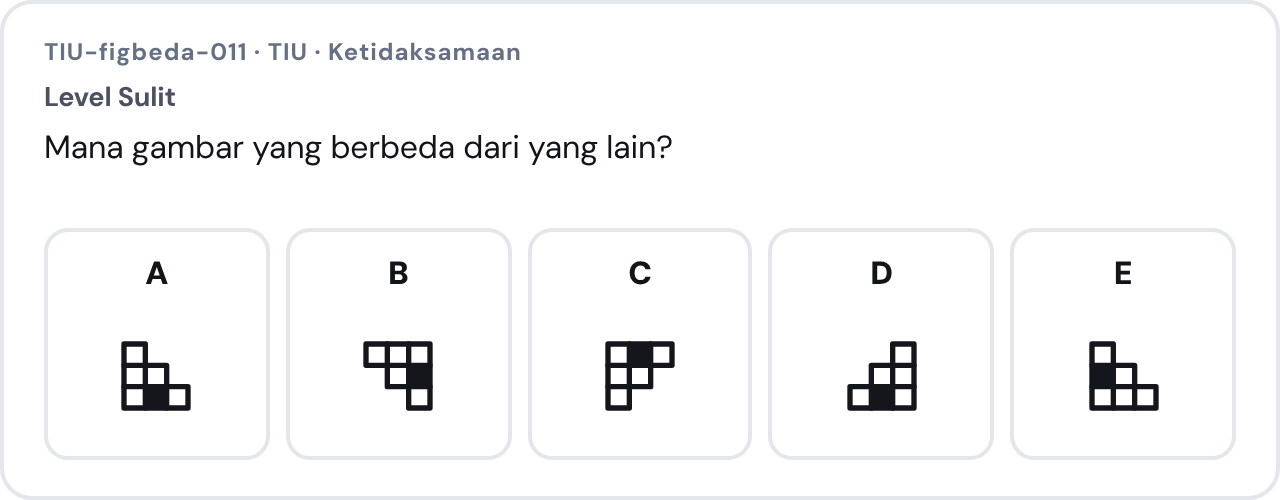 TIU-figbeda-011 · TIU · Ketidaksamaan
Level Sulit
Mana gambar yang berbeda dari yang lain?
A B C D E